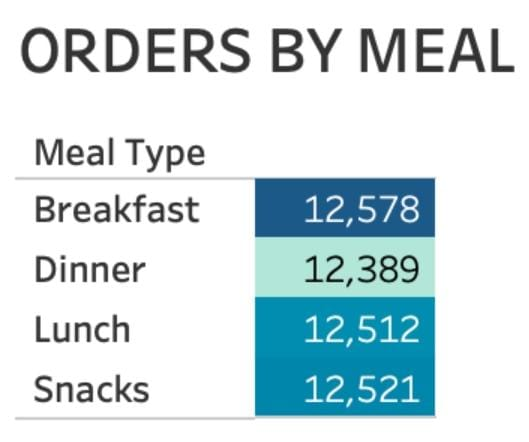 ORDERS BY MEAL
Meal Type
Breakfast 12,578
Dinner 12,389
Lunch 12,512
Snacks 12,521